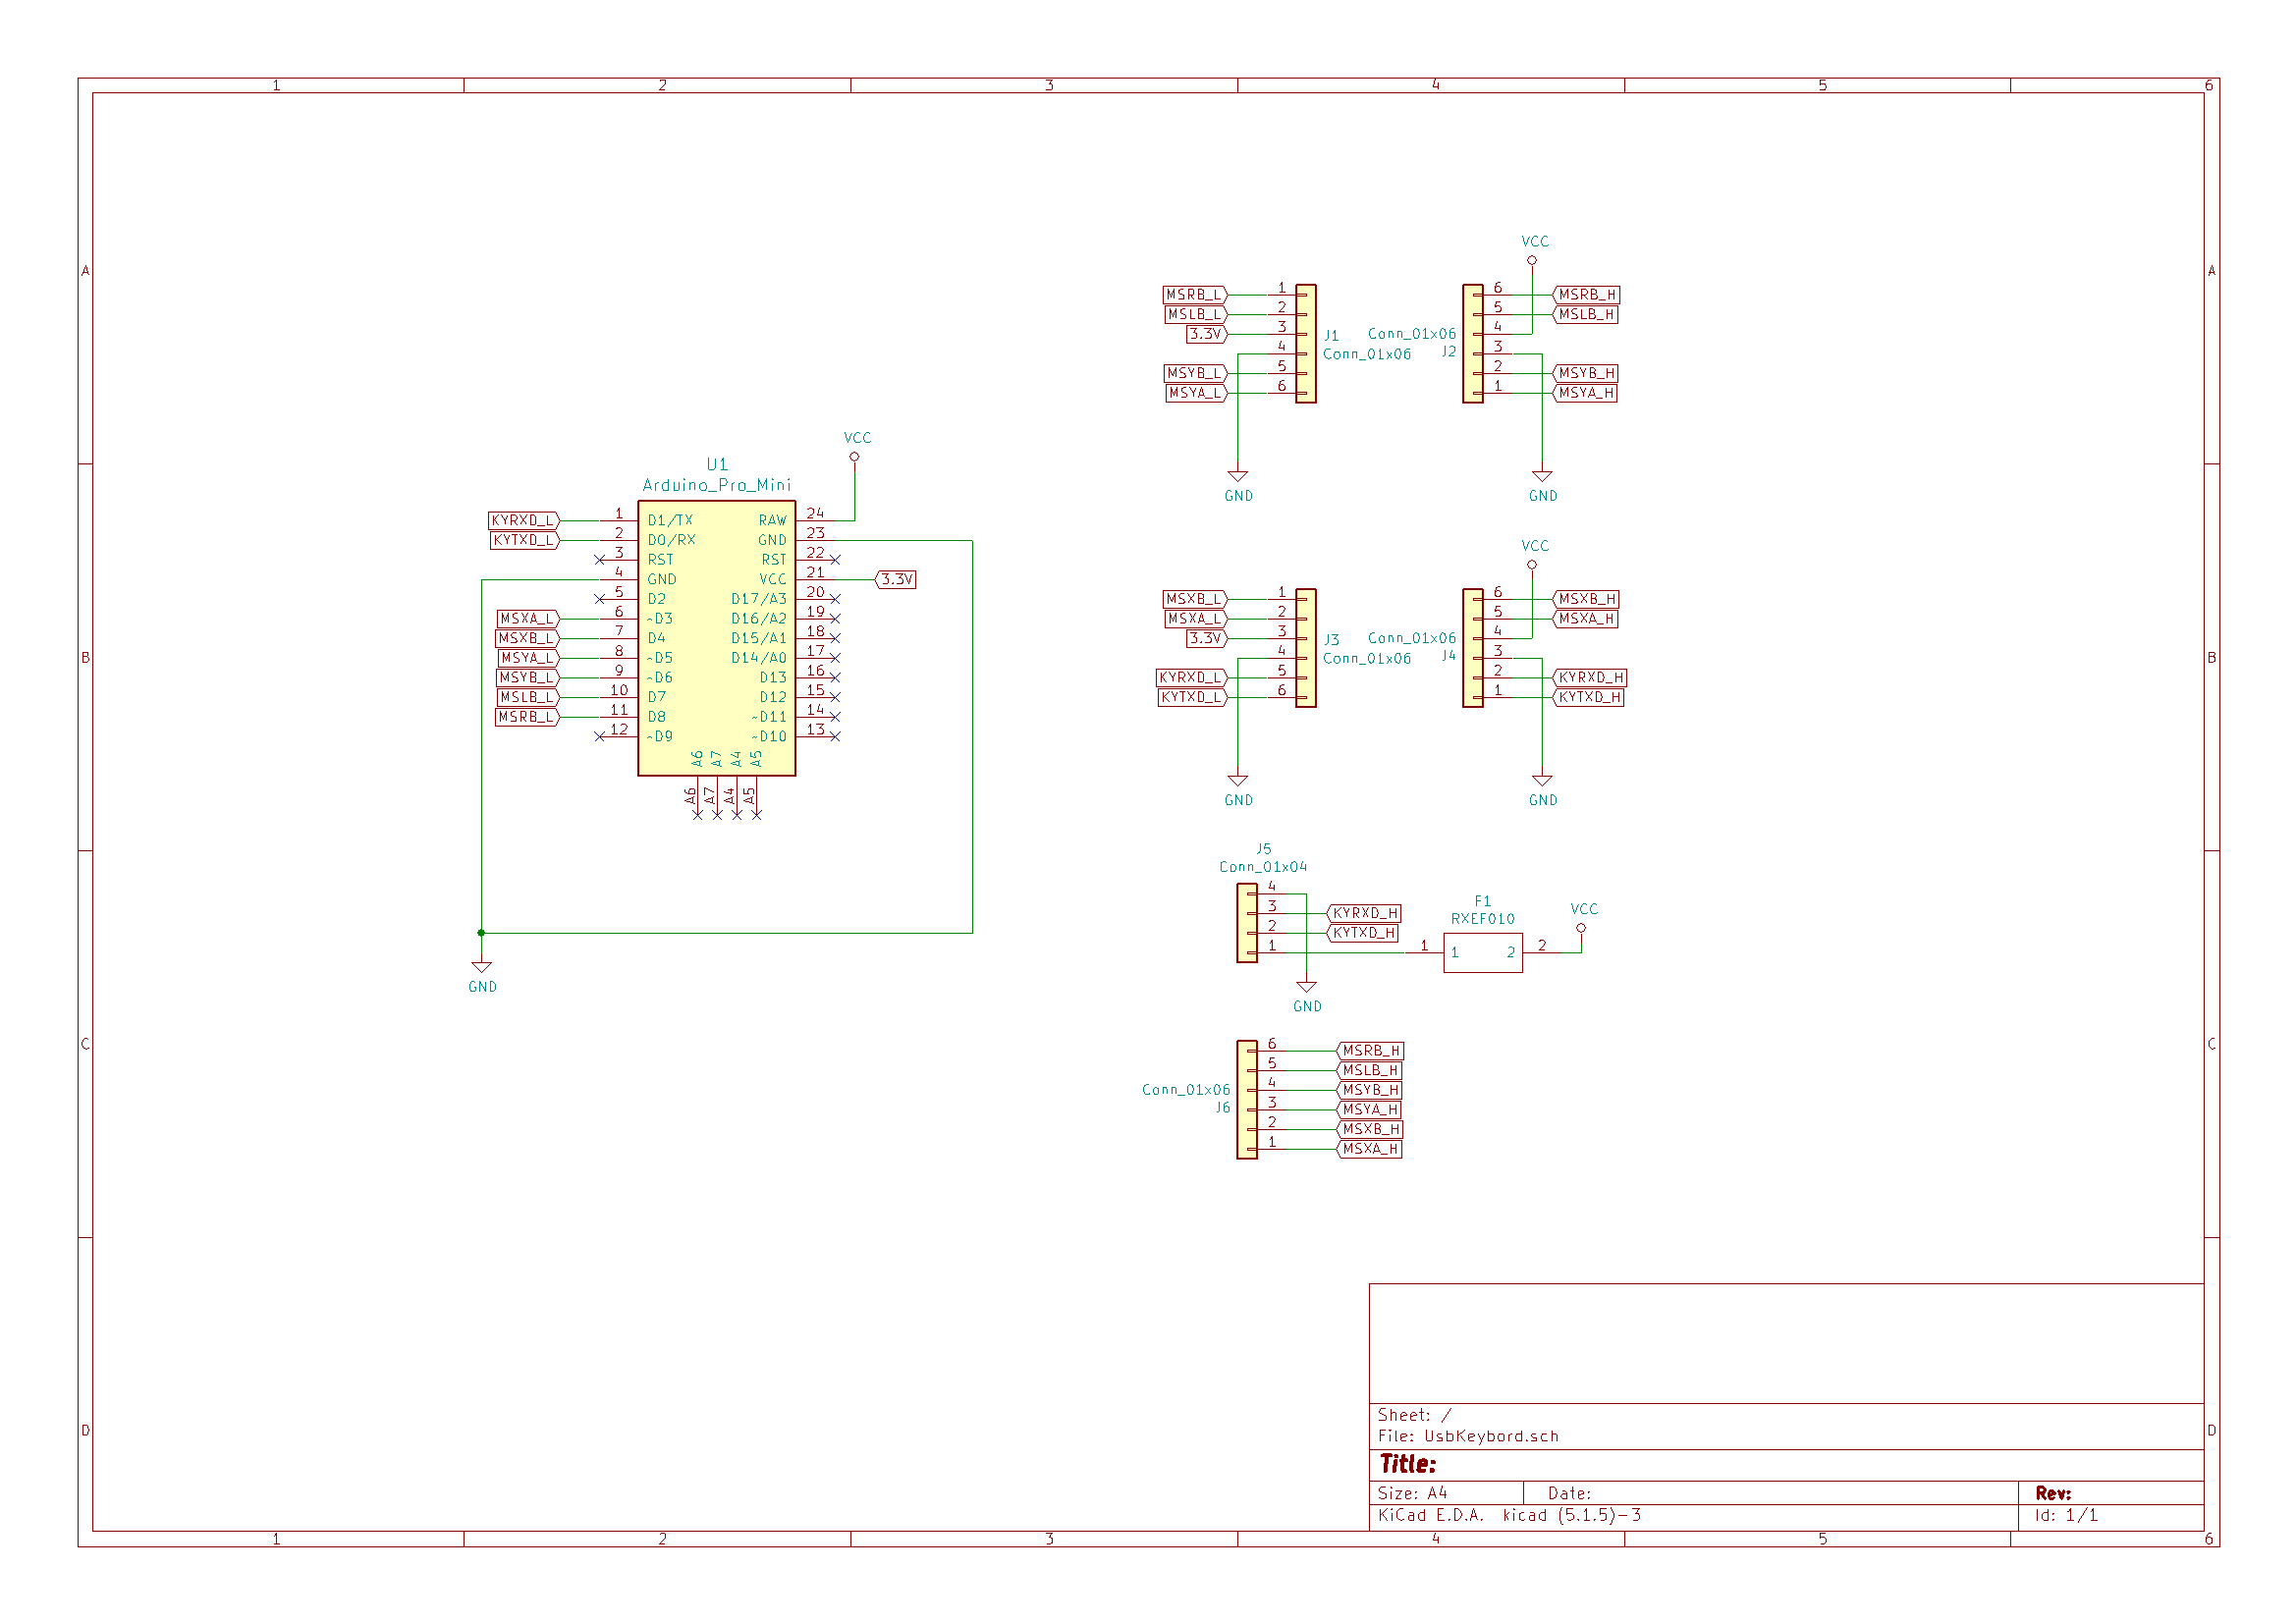 1 2 3 4 5 6
A A
B B
C C
D D
VCC
MSRB_L 1
MSLB_L 2
3.3V 3
4
MSYB_L 5
MSYA_L 6
J1
Conn_01x06
GND
VCC
6 MSRB_H
5 MSLB_H
4
3
2 MSYB_H
1 MSYA_H
Conn_01x06
J2
GND
U1
Arduino_Pro_Mini
KYRXD_L 1 D1/TX RAW 24
KYTXD_L 2 D0/RX GND 23
3 RST RST 22
4 GND VCC 21 3.3V
5 D2 D17/A3 20
MSXA_L 6 ~D3 D16/A2 19
MSXB_L 7 D4 D15/A1 18
MSYA_L 8 ~D5 D14/A0 17
MSYB_L 9 ~D6 D13 16
MSLB_L 10 D7 D12 15
MSRB_L 11 D8 ~D11 14
12 ~D9 ~D10 13
A6 A7 A4 A5
A6 A7 A4 A5
GND
MSXB_L 1
MSXA_L 2
3.3V 3
4
KYRXD_L 5
KYTXD_L 6
J3
Conn_01x06
GND
VCC
6 MSXB_H
5 MSXA_H
4
3
2 KYRXD_H
1 KYTXD_H
Conn_01x06
J4
GND
J5
Conn_01x04
4
3 KYRXD_H
2 KYTXD_H
1
GND
F1
RXEF010
1 1 2 2
VCC
6 MSRB_H
5 MSLB_H
4 MSYB_H
3 MSYA_H
2 MSXB_H
1 MSXA_H
Conn_01x06
J6
Sheet: /
File: UsbKeybord.sch
Title:
Size: A4 Date: Rev:
KiCad E.D.A. kicad (5.1.5)-3 Id: 1/1
1 2 3 4 5 6